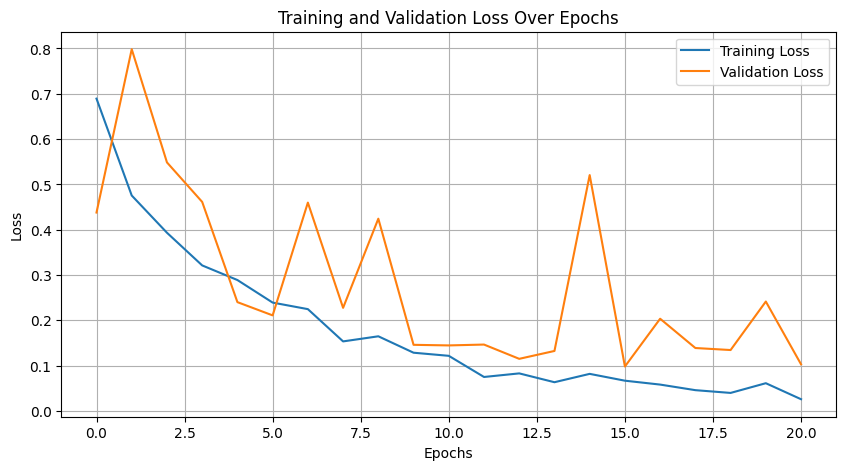 Training and Validation Loss Over Epochs
Training Loss
Validation Loss
Loss
0.8
0.7
0.6
0.5
0.4
0.3
0.2
0.1
0.0
0.0 2.5 5.0 7.5 10.0 12.5 15.0 17.5 20.0
Epochs